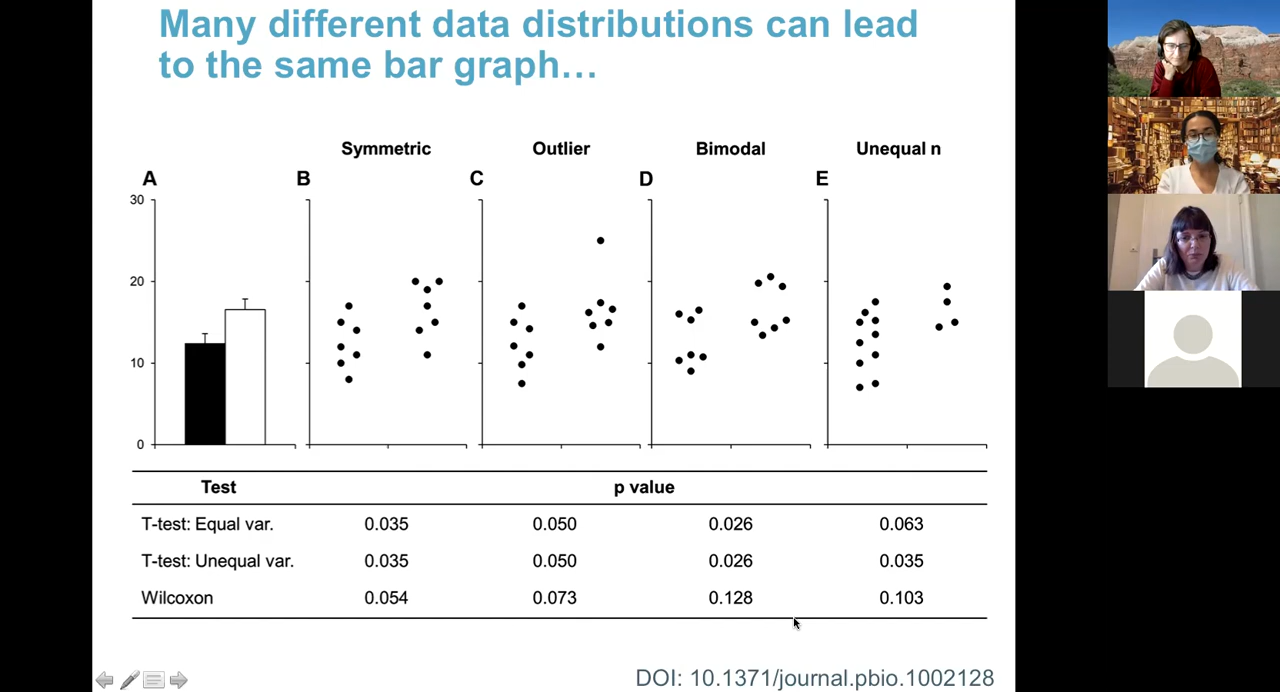 Many different data distributions can lead
to the same bar graph…
Symmetric Outlier Bimodal Unequal n
A B C D E
30
20
10
0
Test p value
T-test: Equal var. 0.035 0.050 0.026 0.063
T-test: Unequal var. 0.035 0.050 0.026 0.035
Wilcoxon 0.054 0.073 0.128 0.103
DOI: 10.1371/journal.pbio.1002128